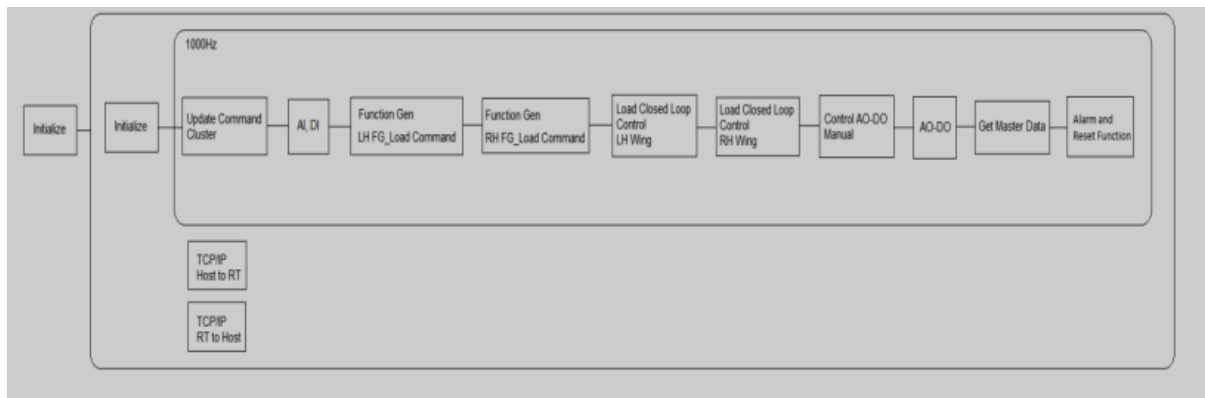 1000Hz
Initialize
Initialize
Update Command
Cluster
AI, DI
Function Gen
LH FG_Load Command
Function Gen
RH FG_Load Command
Load Closed Loop
Control
LH Wing
Load Closed Loop
Control
RH Wing
Control AO-DO
Manual
AO-DO
Get Master Data
Alarm and
Reset Function
TCP/IP
Host to RT
TCP/IP
RT to Host